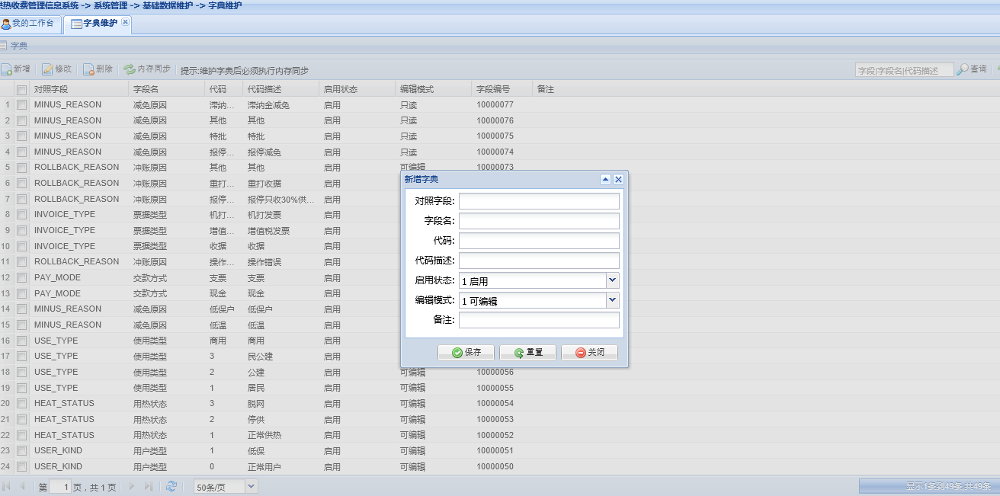 供热收费管理信息系统 -> 系统管理 -> 基础数据维护 -> 字典维护
我的工作台 字典维护
字典
新增 修改 删除 内存同步 提示:维护字典后必须执行内存同步 字段|字段名|代码描述 查询
对照字段 字段名 代码 代码描述 启用状态 编辑模式 字段编号 备注
1 MINUS_REASON 减免原因 滞纳... 滞纳金减免 启用 只读 10000077
2 MINUS_REASON 减免原因 其他 其他 启用 只读 10000076
3 MINUS_REASON 减免原因 特批 特批 启用 只读 10000075
4 MINUS_REASON 减免原因 报停... 报停减免 启用 只读 10000074
5 ROLLBACK_REASON 冲账原因 其他 其他 启用 可编辑 10000073
6 ROLLBACK_REASON 冲账原因 重打... 重打收据 启用
7 ROLLBACK_REASON 冲账原因 报停... 报停只收30%供... 启用
8 INVOICE_TYPE 票据类型 机打... 机打发票 启用
9 INVOICE_TYPE 票据类型 增值... 增值税发票 启用
10 INVOICE_TYPE 票据类型 收据 收据 启用
11 ROLLBACK_REASON 冲账原因 操作... 操作错误 启用
12 PAY_MODE 交款方式 支票 支票 启用
13 PAY_MODE 交款方式 现金 现金 启用
14 MINUS_REASON 减免原因 低保户 低保户 启用
15 MINUS_REASON 减免原因 低温 低温 启用
16 USE_TYPE 使用类型 商用 商用 启用
17 USE_TYPE 使用类型 3 民公建 启用
18 USE_TYPE 使用类型 2 公建 启用 可编辑 10000056
19 USE_TYPE 使用类型 1 居民 启用 可编辑 10000055
20 HEAT_STATUS 用热状态 3 脱网 启用 可编辑 10000054
21 HEAT_STATUS 用热状态 2 停供 启用 可编辑 10000053
22 HEAT_STATUS 用热状态 1 正常供热 启用 可编辑 10000052
23 USER_KIND 用户类型 1 低保 启用 可编辑 10000051
24 USER_KIND 用户类型 0 正常用户 启用 可编辑 10000050
新增字典
对照字段:
字段名:
代码:
代码描述:
启用状态: 1 启用
编辑模式: 1 可编辑
备注:
保存 重置 关闭
第 1 页 , 共 1 页 50条/页 显示1条到49条 共49条